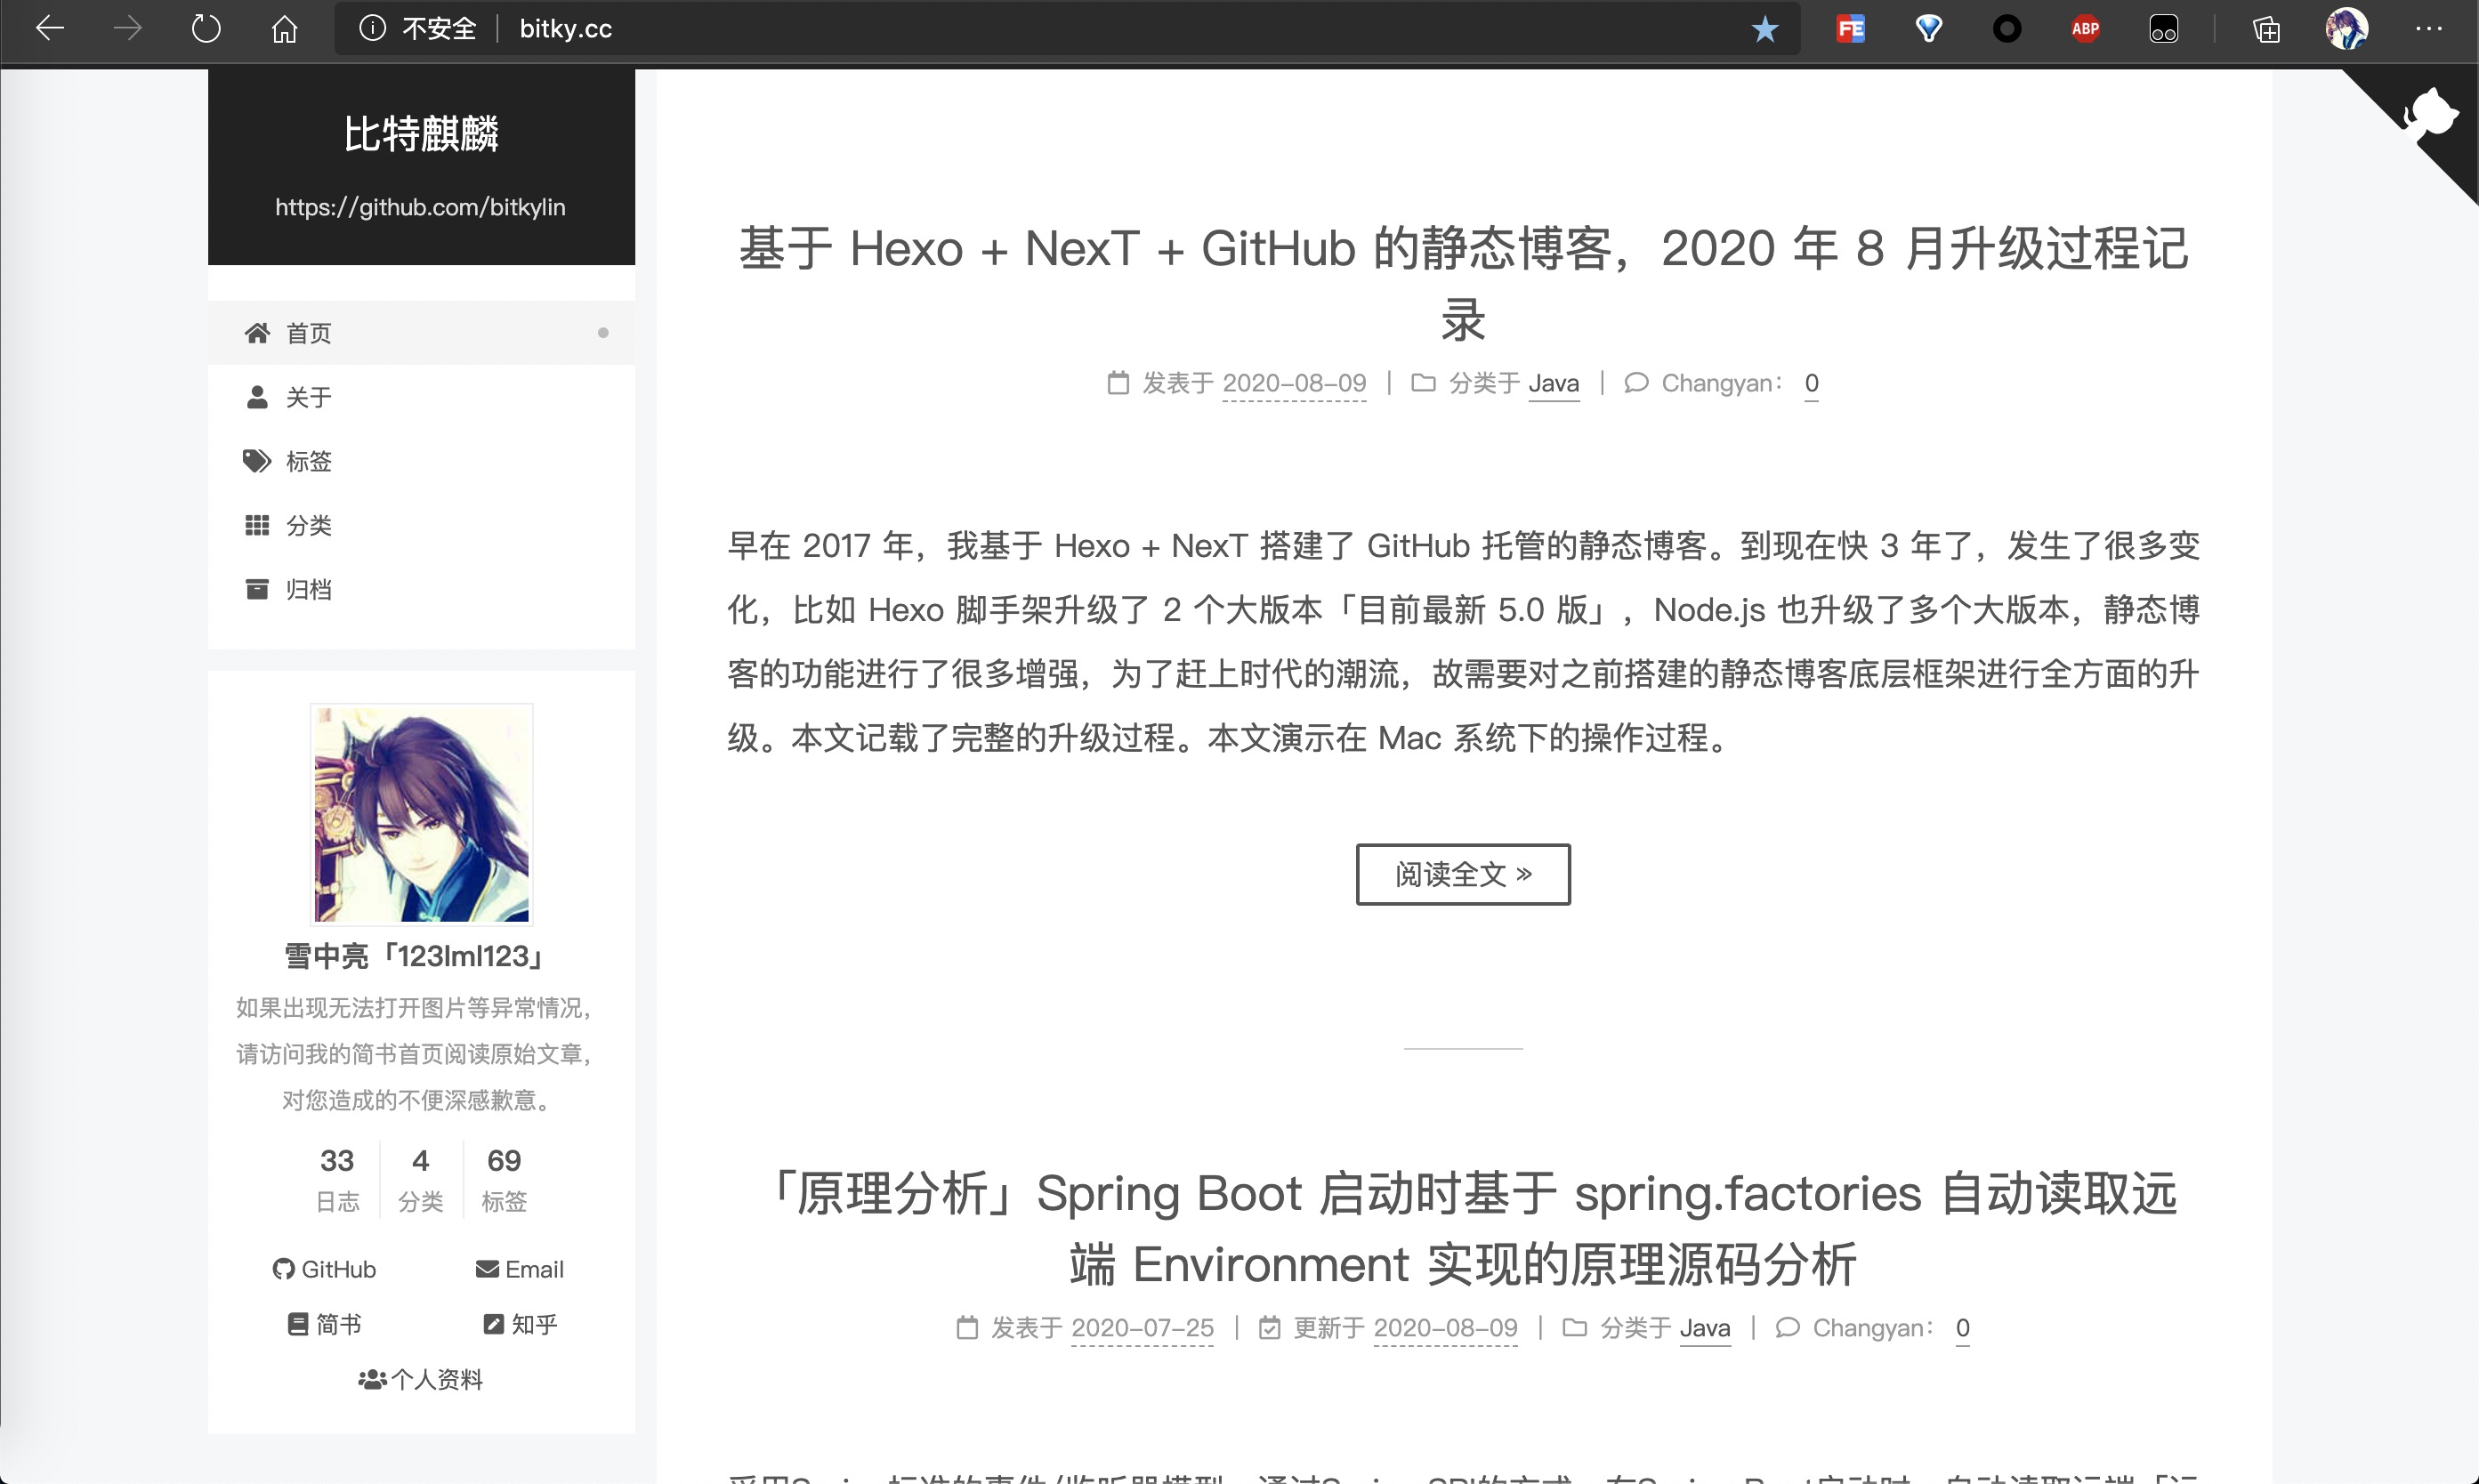 不安全 bitky.cc
FE
ABP
比特麒麟
https://github.com/bitkylin
首页
关于
标签
分类
归档
雪中亮「123lml123」
如果出现无法打开图片等异常情况，
请访问我的简书首页阅读原始文章，
对您造成的不便深感歉意。
33 4 69
日志 分类 标签
GitHub Email
简书 知乎
个人资料
基于 Hexo + NexT + GitHub 的静态博客，2020 年 8 月升级过程记
录
发表于 2020-08-09 | 分类于 Java | Changyan： 0
早在 2017 年，我基于 Hexo + NexT 搭建了 GitHub 托管的静态博客。到现在快 3 年了，发生了很多变
化，比如 Hexo 脚手架升级了 2 个大版本「目前最新 5.0 版」，Node.js 也升级了多个大版本，静态博
客的功能进行了很多增强，为了赶上时代的潮流，故需要对之前搭建的静态博客底层框架进行全方面的升
级。本文记载了完整的升级过程。本文演示在 Mac 系统下的操作过程。
阅读全文 »
「原理分析」Spring Boot 启动时基于 spring.factories 自动读取远
端 Environment 实现的原理源码分析
发表于 2020-07-25 | 更新于 2020-08-09 | 分类于 Java | Changyan： 0